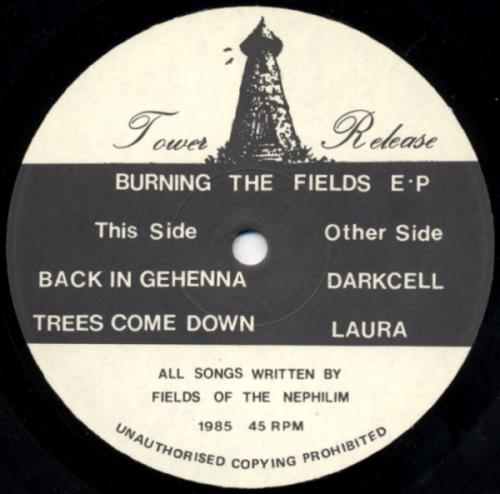 Tower Release
BURNING THE FIELDS E·P
This Side Other Side
BACK IN GEHENNA DARKCELL
TREES COME DOWN LAURA
ALL SONGS WRITTEN BY
FIELDS OF THE NEPHILIM
1985 45 RPM
UNAUTHORISED COPYING PROHIBITED